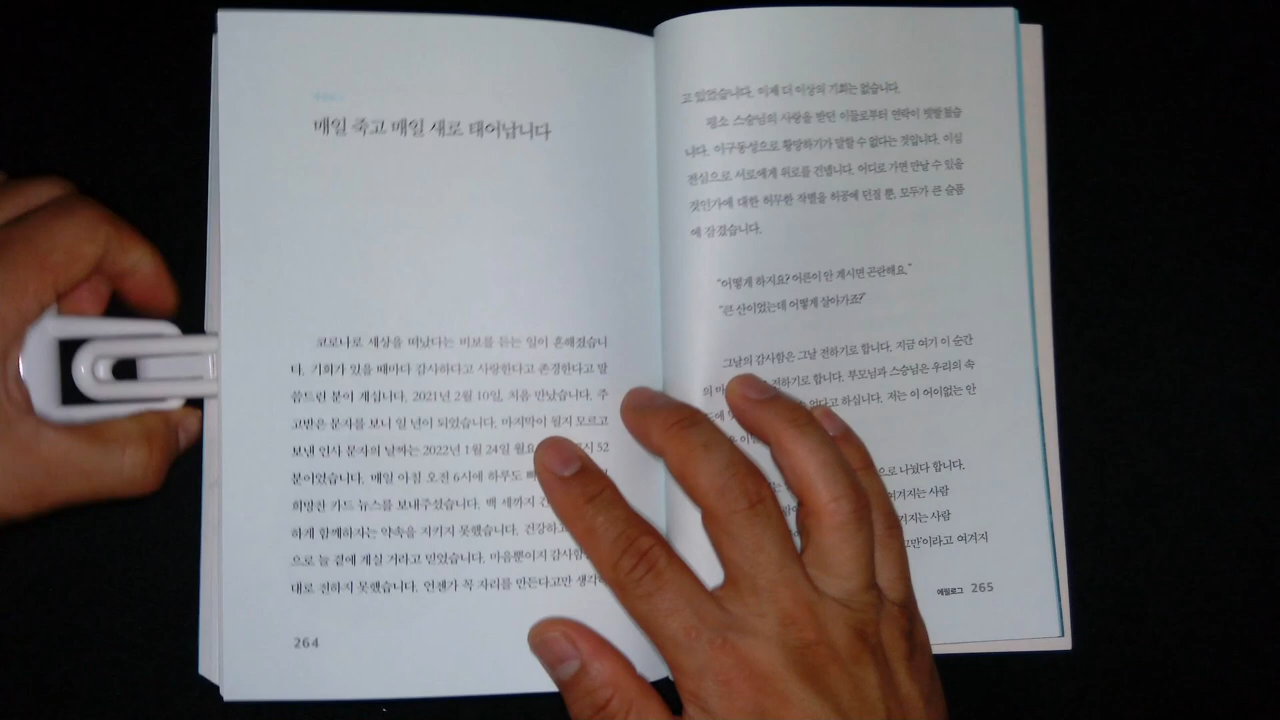 매일 죽고 매일 새로 태어납니다
코로나로 세상을 떠났다는 비보를 듣는 일이 흔해졌습니
다. 기회가 있을 때마다 감사하다고 사랑한다고 존경한다고 말
씀드린 분이 계십니다. 2021년 2월 10일, 처음 만났습니다. 주
고받은 문자를 보니 일 년이 되었습니다. 마지막이 될지 모르고
보낸 인사 문자의 날짜는 2022년 1월 24일 52
분이었습니다. 매일 아침 오전 6시에 하루도
희망찬 카드 뉴스를 보내주셨습니다. 백 세까지
하게 함께하자는 약속을 지키지 못했습니다.
으로 늘 곁에 계실 거라고 믿었습니다. 마음뿐이지
대로 전하지 못했습니다. 언젠가 꼭 자리를 만든다고만
264
고 있었습니다. 이제 더 이상의 기회는 없습니다.
평소 스승님의 사랑을 받던 이들로부터 연락이 빗발쳤습
니다. 이구동성으로 황망하기가 말할 수 없다는 것입니다. 이심
전심으로 서로에게 위로를 건넵니다. 어디로 가면 만날 수 있을
것인가에 대한 허무한 작별을 허공에 던질 뿐, 모두가 큰 슬픔
에 잠겼습니다.
“어떻게 하지요? 어른이 안 계시면 곤란해요.”
“큰 산이었는데 어떻게 살아가죠?”
그날의 감사함은 그날 전하기로 합니다. 지금 여기 이 순간
의 전하기로 합니다. 부모님과 스승님은 우리의 속
없다고 하십니다. 저는 이 어이없는 안
으로 나눴다 합니다.
여겨지는 사람
사람
이라고 여겨지
에필로그 265